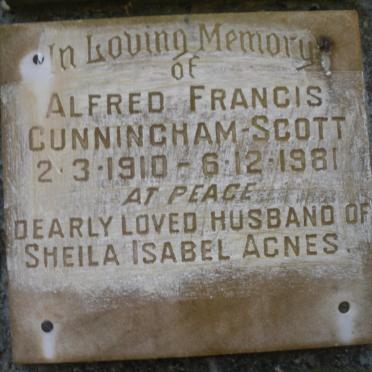 In Loving Memory
of
ALFRED FRANCIS
CUNNINGHAM-SCOTT
2·3·1910 - 6·12·1981
AT PEACE
DEARLY LOVED HUSBAND OF
SHEILA ISABEL AGNES.